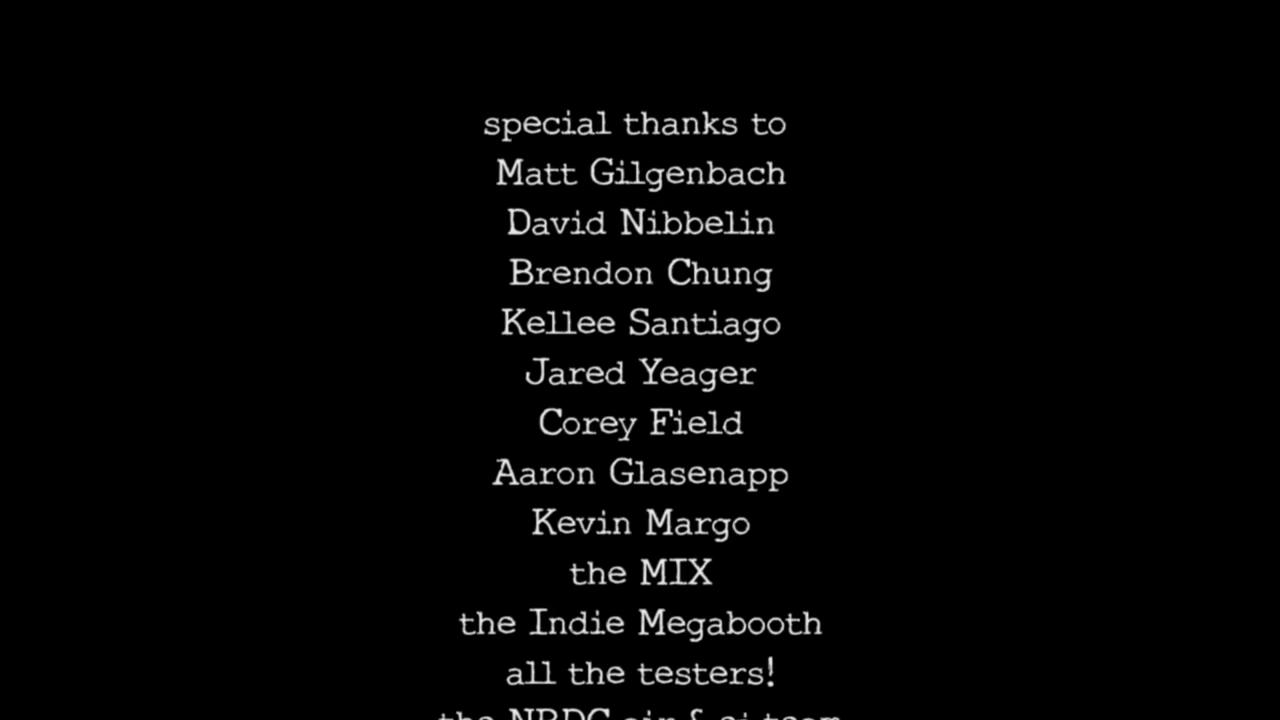 special thanks to
Matt Gilgenbach
David Nibbelin
Brendon Chung
Kellee Santiago
Jared Yeager
Corey Field
Aaron Glasenapp
Kevin Margo
the MIX
the Indie Megabooth
all the testers!
the